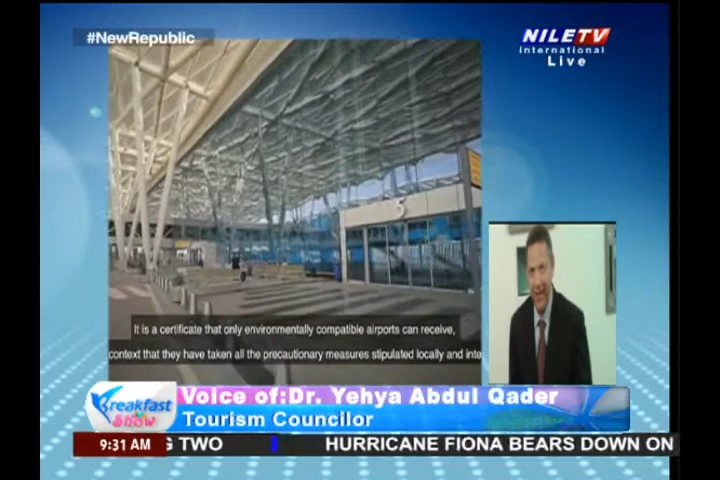 #NewRepublic
NILE TV
International
Live
5
It is a certificate that only environmentally compatible airports can receive,
context that they have taken all the precautionary measures stipulated locally and inte
Breakfast
Show
Voice of:Dr. Yehya Abdul Qader
Tourism Councilor
9:31 AM
G TWO
HURRICANE FIONA BEARS DOWN ON